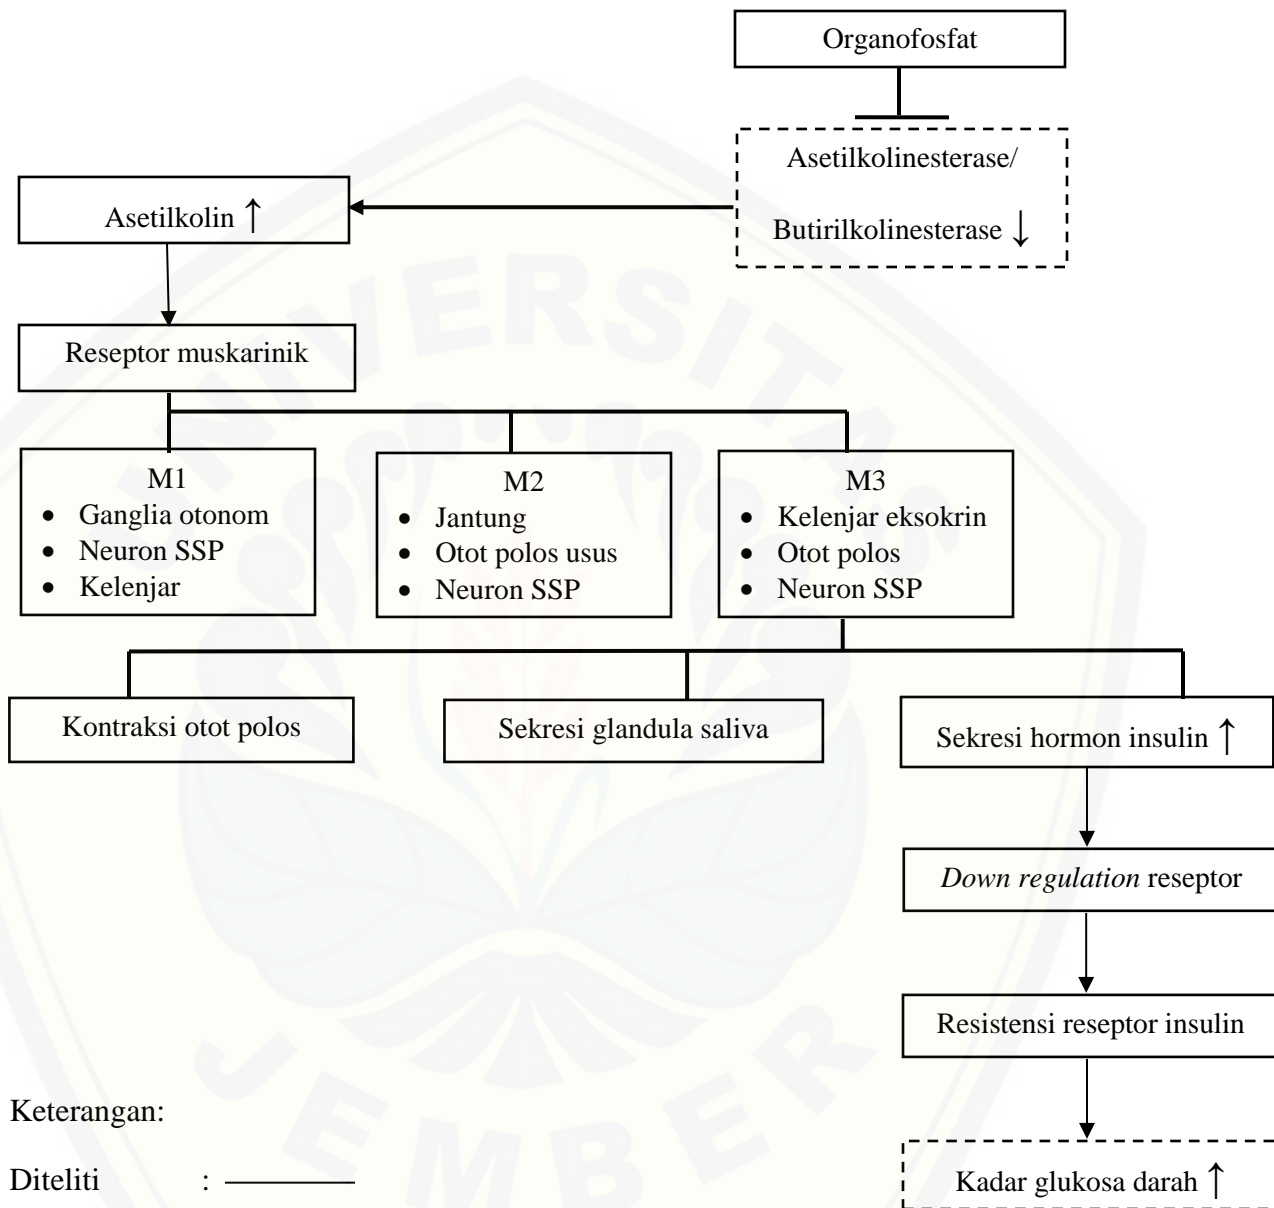 Organofosfat
Asetilkolinesterase/
Butirilkolinesterase ↓
Asetilkolin ↑
Reseptor muskarinik
M1
• Ganglia otonom
• Neuron SSP
• Kelenjar
M2
• Jantung
• Otot polos usus
• Neuron SSP
M3
• Kelenjar eksokrin
• Otot polos
• Neuron SSP
Kontraksi otot polos
Sekresi glandula saliva
Sekresi hormon insulin ↑
Down regulation reseptor
Resistensi reseptor insulin
Kadar glukosa darah ↑
Keterangan:
Diteliti :
UNIVERSITAS
JEMBER